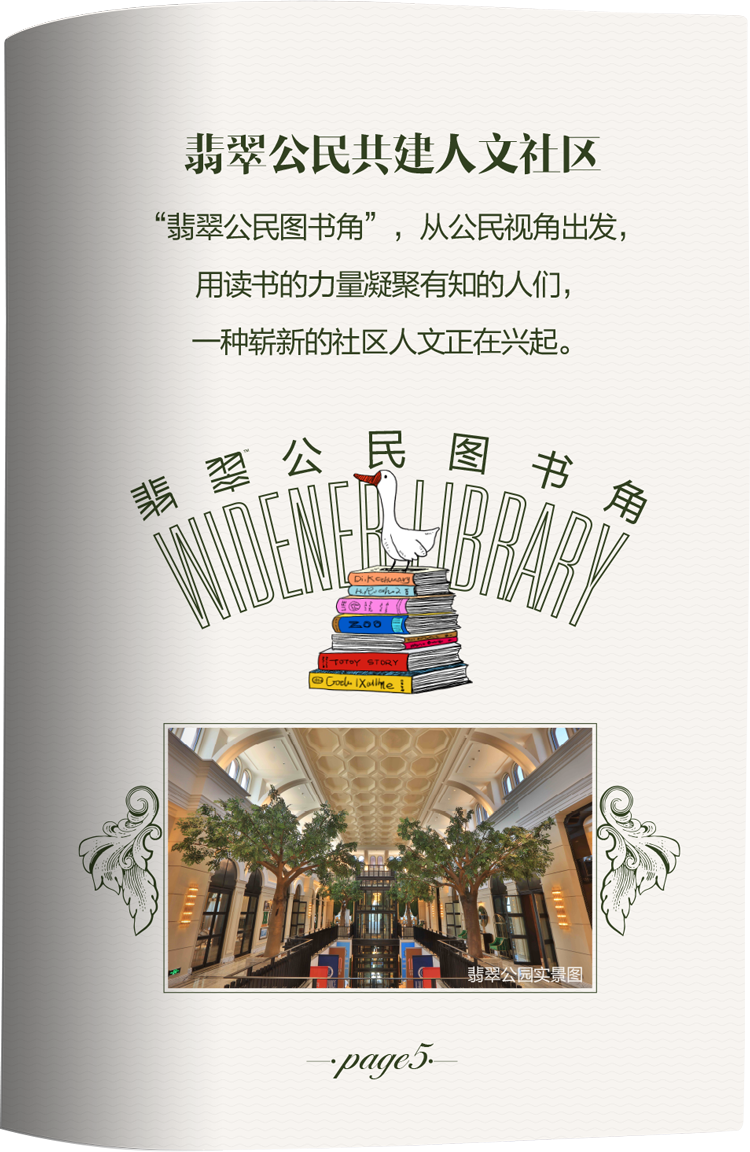 翡翠公民共建人文社区
“翡翠公民图书角”，从公民视角出发，
用读书的力量凝聚有知的人们，
一种崭新的社区人文正在兴起。
翡翠公民图书角
WIDENER LIBRARY
ZOO
TOTOY STORY
翡翠公园实景图
page5